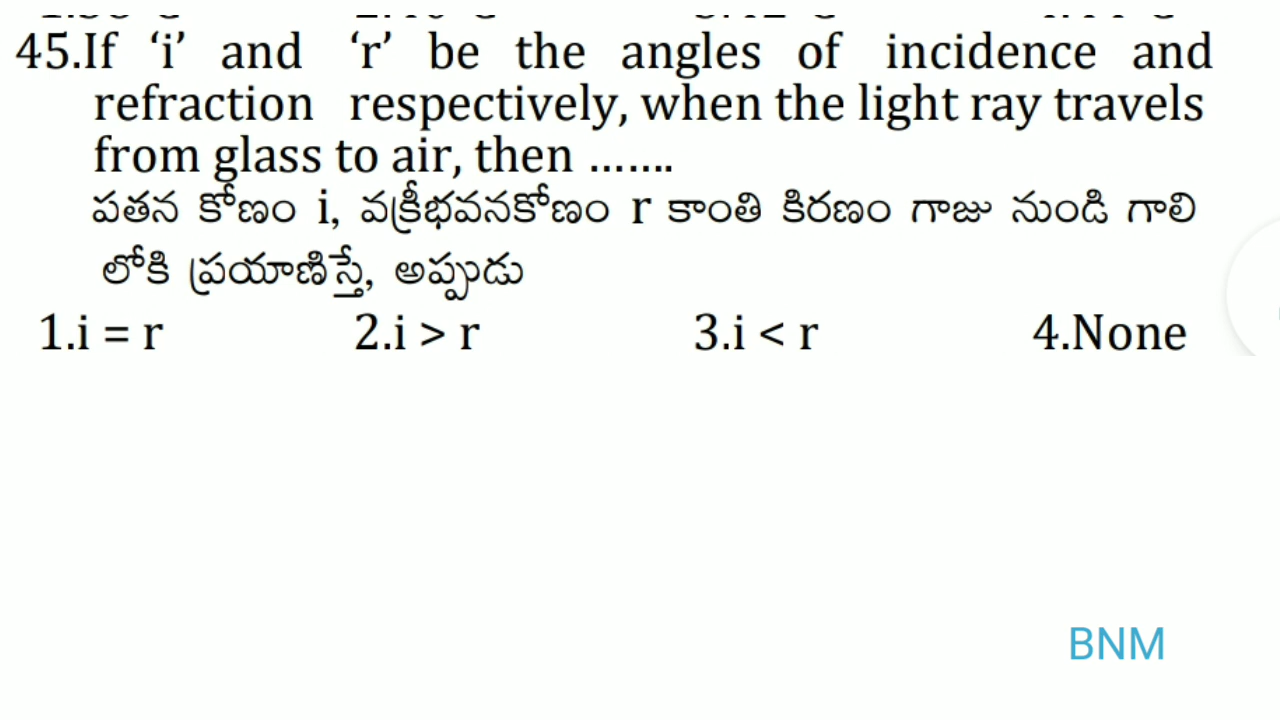 45.If ‘i’ and ‘r’ be the angles of incidence and
refraction respectively, when the light ray travels
from glass to air, then .......
పతన కోణం i, వక్రీభవనకోణం r కాంతి కిరణం గాజు నుండి గాలి
లోకి ప్రయాణిస్తే, అప్పుడు
1.i = r 2.i > r 3.i < r 4.None
BNM